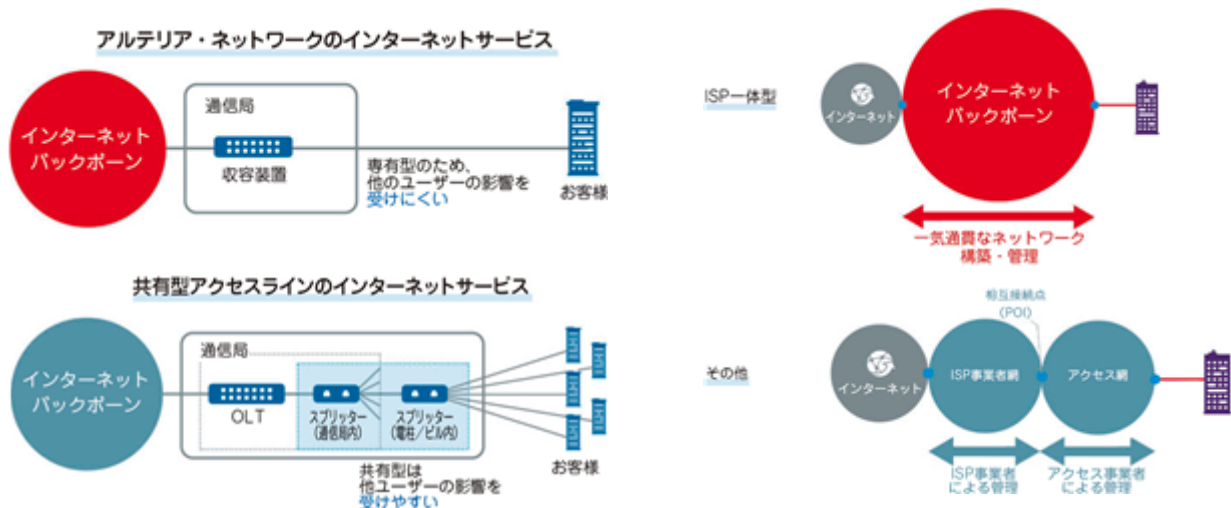 アルテリア・ネットワークのインターネットサービス
インターネット
バックボーン
通信局
収容装置
専有型のため、
他のユーザーの影響を
受けにくい
お客様
共有型アクセスラインのインターネットサービス
インターネット
バックボーン
通信局
OLT
スプリッター
(通信局内)
スプリッター
(電柱/ビル内)
共有型は
他ユーザーの影響を
受けやすい
お客様
ISP一体型
インターネット
インターネット
バックボーン
一気通貫なネットワーク
構築・管理
その他
相互接続点
(POI)
インターネット
ISP事業者網
アクセス網
ISP事業者
による管理
アクセス事業者
による管理